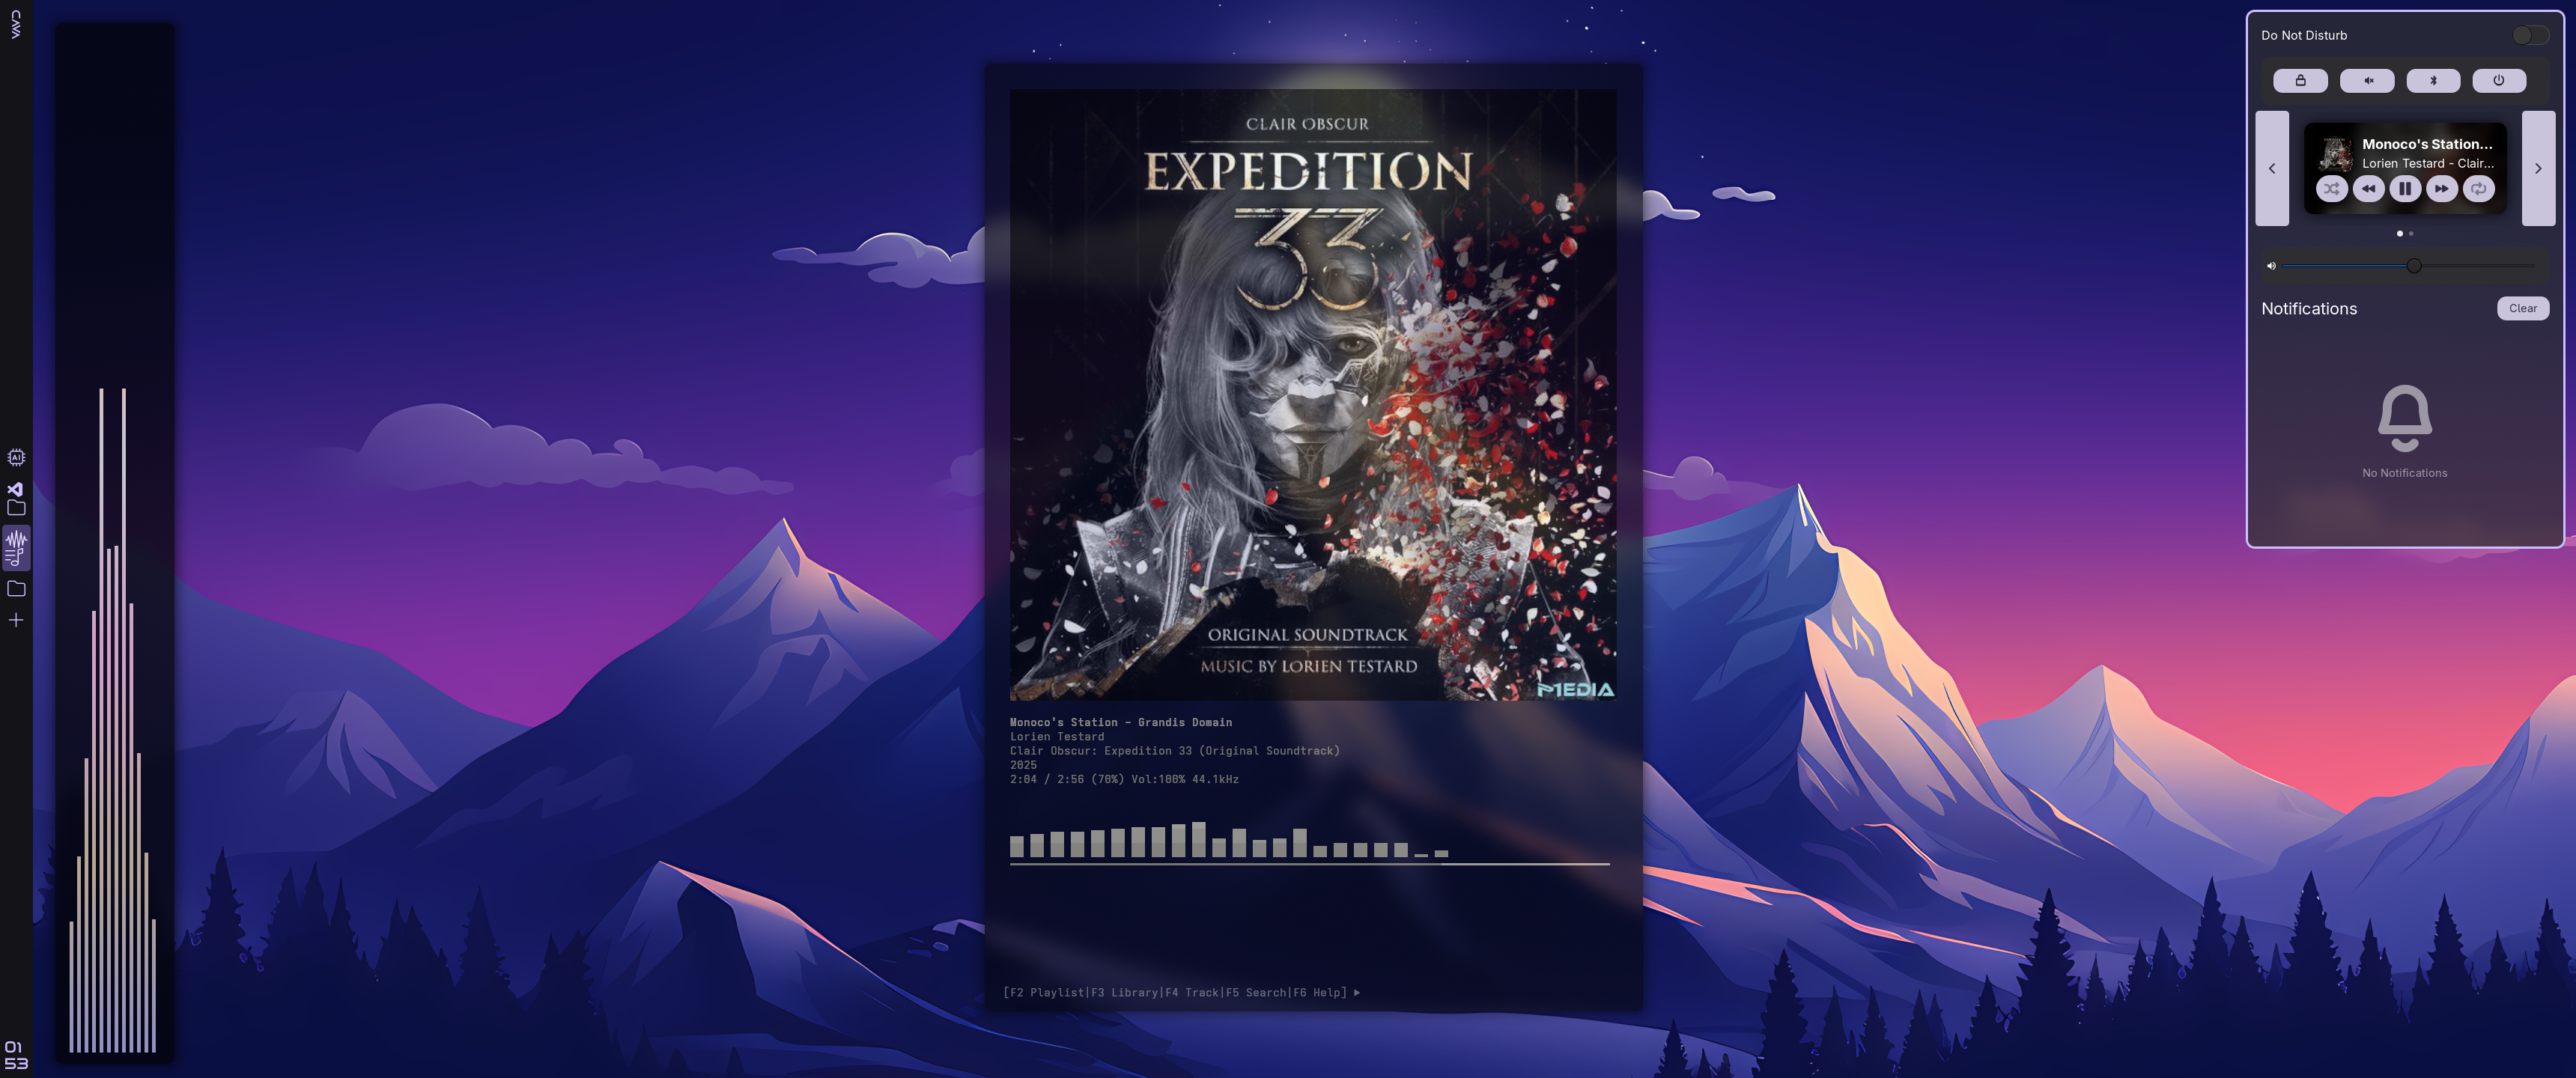 CAVA
AI
01
53
CLAIR OBSCUR
EXPEDITION
33
ORIGINAL SOUNDTRACK
MUSIC BY LORIEN TESTARD
MEDIA
Monoco's Station - Grandis Domain
Lorien Testard
Clair Obscur: Expedition 33 (Original Soundtrack)
2025
2:04 / 2:56 (70%) Vol:100% 44.1kHz
[F2 Playlist|F3 Library|F4 Track|F5 Search|F6 Help]
Do Not Disturb
Monoco's Station...
Lorien Testard - Clair...
Notifications
Clear
No Notifications